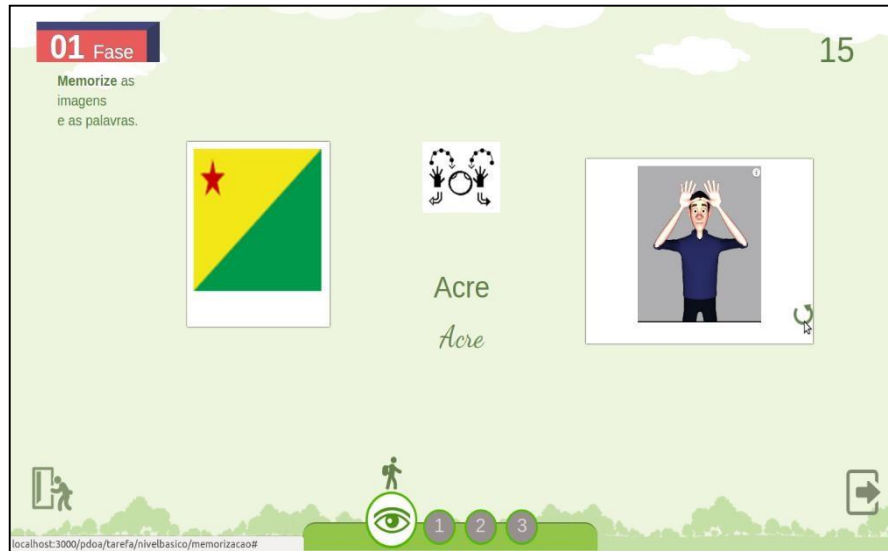 01 Fase
15
Memorize as
imagens
e as palavras.
Acre
Acre
1 2 3
localhost:3000/pdoa/tarefa/nivelbasico/memorizacao#